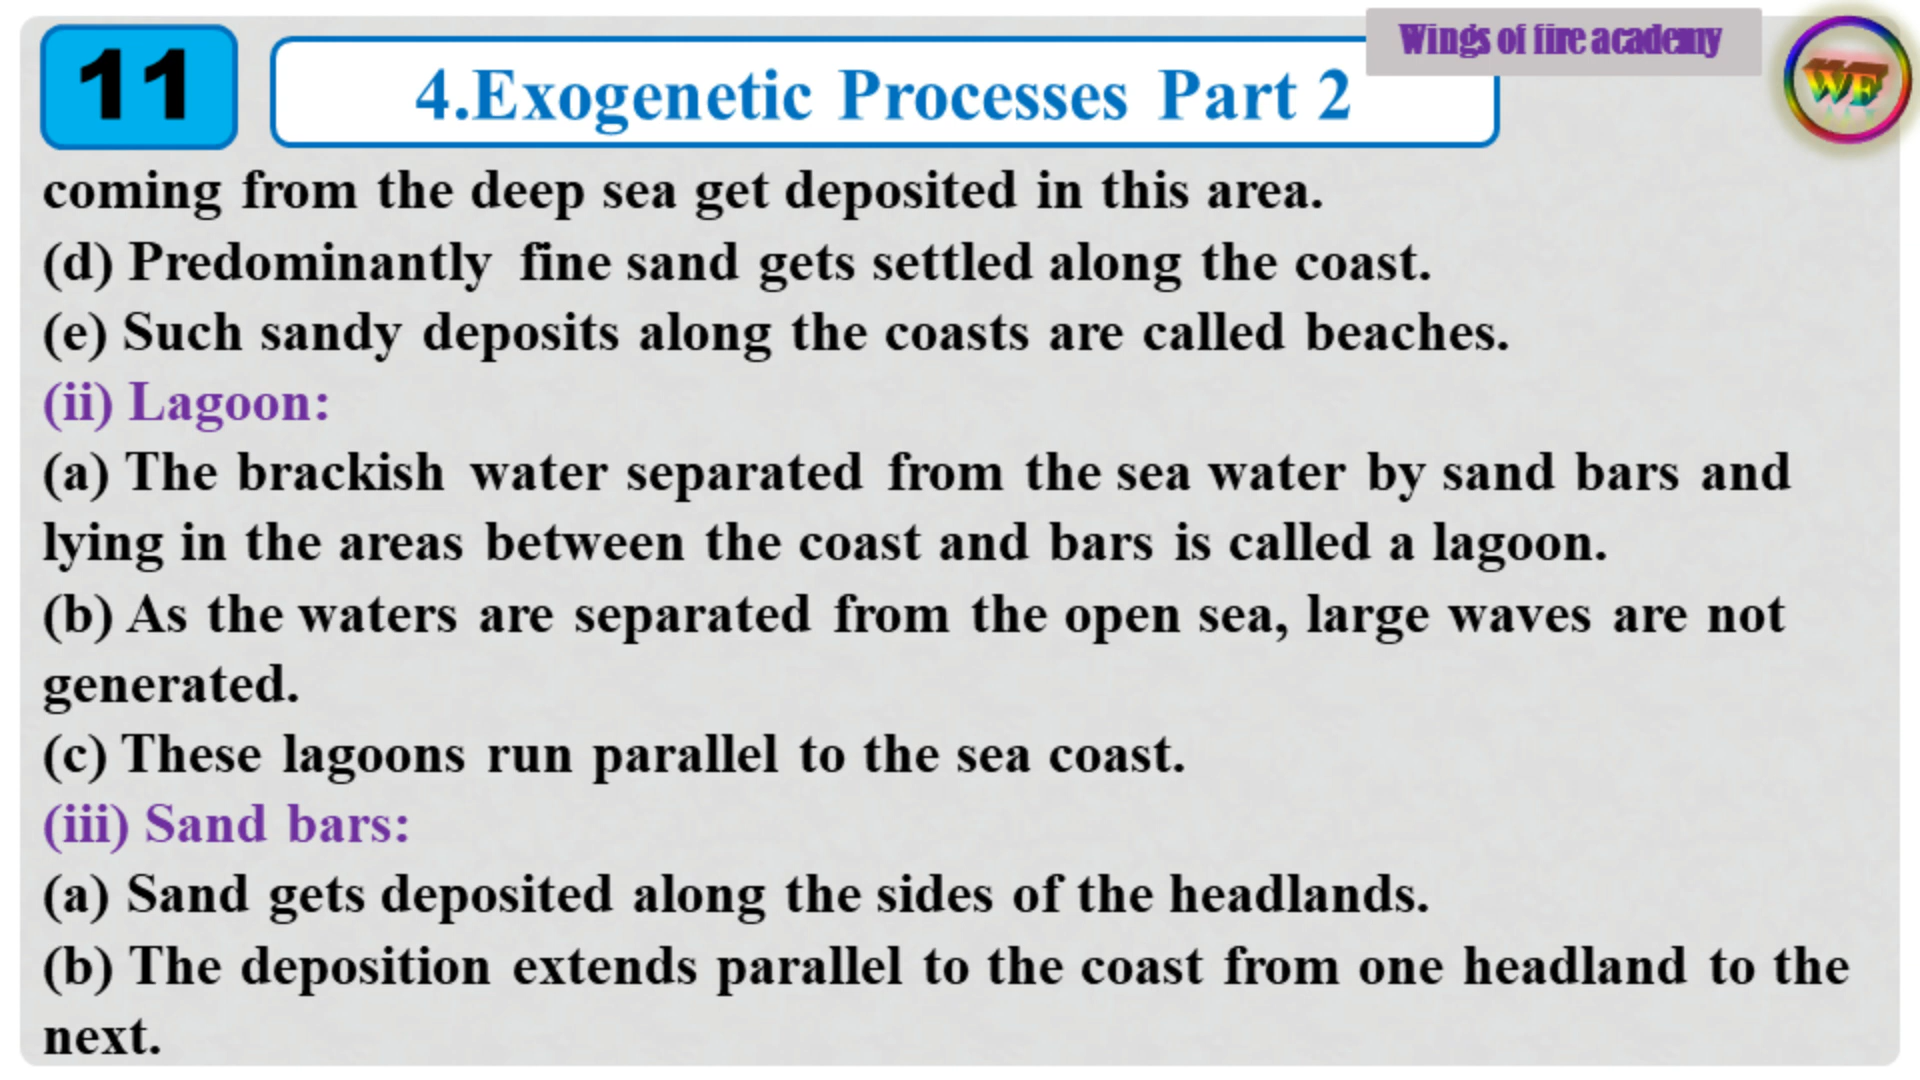 11
4.Exogenetic Processes Part 2
Wings of fire academy
WF
coming from the deep sea get deposited in this area.
(d) Predominantly fine sand gets settled along the coast.
(e) Such sandy deposits along the coasts are called beaches.
(ii) Lagoon:
(a) The brackish water separated from the sea water by sand bars and
lying in the areas between the coast and bars is called a lagoon.
(b) As the waters are separated from the open sea, large waves are not
generated.
(c) These lagoons run parallel to the sea coast.
(iii) Sand bars:
(a) Sand gets deposited along the sides of the headlands.
(b) The deposition extends parallel to the coast from one headland to the
next.